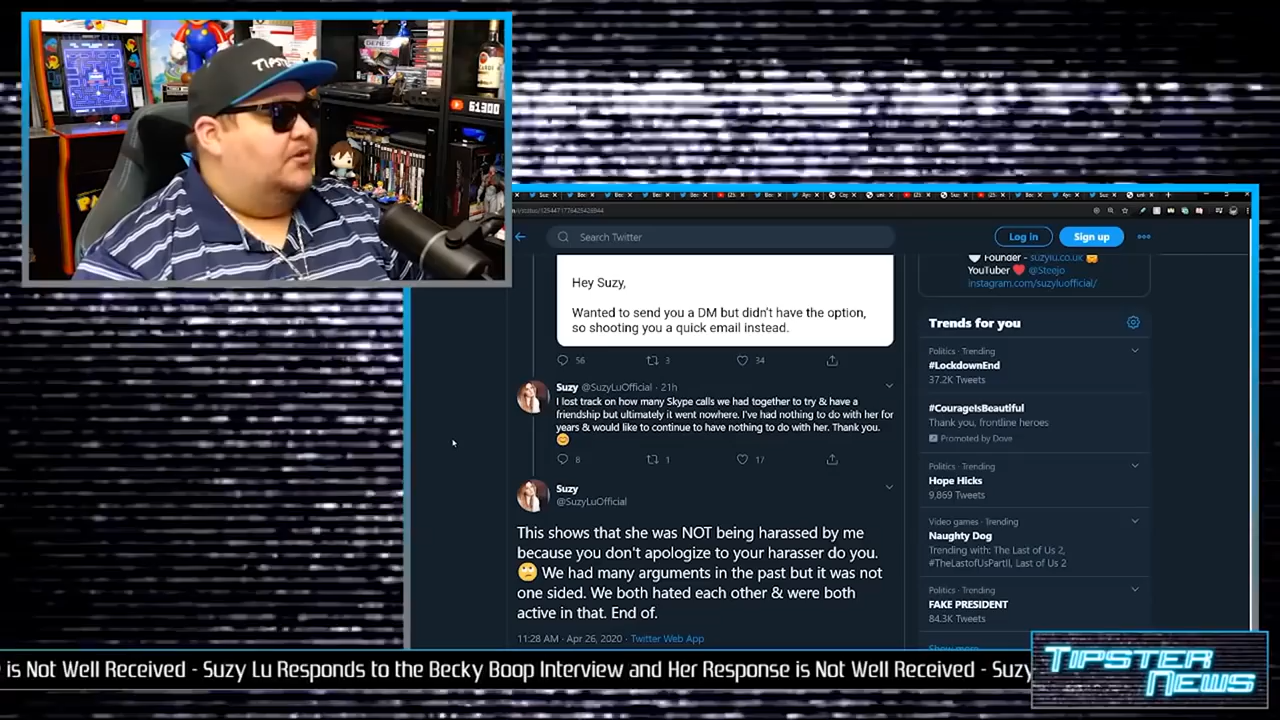 TIPSTER
61300
Search Twitter
Log in
Sign up
Hey Suzy,
Wanted to send you a DM but didn't have the option,
so shooting you a quick email instead.
56
3
34
Suzy @SuzyLuOfficial · 21h
I lost track on how many Skype calls we had together to try & have a
friendship but ultimately it went nowhere. I've had nothing to do with her for
years & would like to continue to have nothing to do with her. Thank you.
😊
8
1
17
Suzy
@SuzyLuOfficial
This shows that she was NOT being harassed by me
because you don't apologize to your harasser do you.
🙄 We had many arguments in the past but it was not
one sided. We both hated each other & were both
active in that. End of.
11:28 AM · Apr 26, 2020 · Twitter Web App
Founder - suzylu.co.uk
YouTuber ❤ @Steejo
instagram.com/suzyluofficial/
Trends for you
Politics · Trending
#LockdownEnd
37.2K Tweets
#CourageIsBeautiful
Thank you, frontline heroes
Promoted by Dove
Politics · Trending
Hope Hicks
9,869 Tweets
Video games · Trending
Naughty Dog
Trending with: The Last of Us 2,
#TheLastofUsPartII, Last of Us 2
Politics · Trending
FAKE PRESIDENT
84.3K Tweets
Show more
is Not Well Received - Suzy Lu Responds to the Becky Boop Interview and Her Response is Not Well Received - Suzy
TIPSTER
NEWS